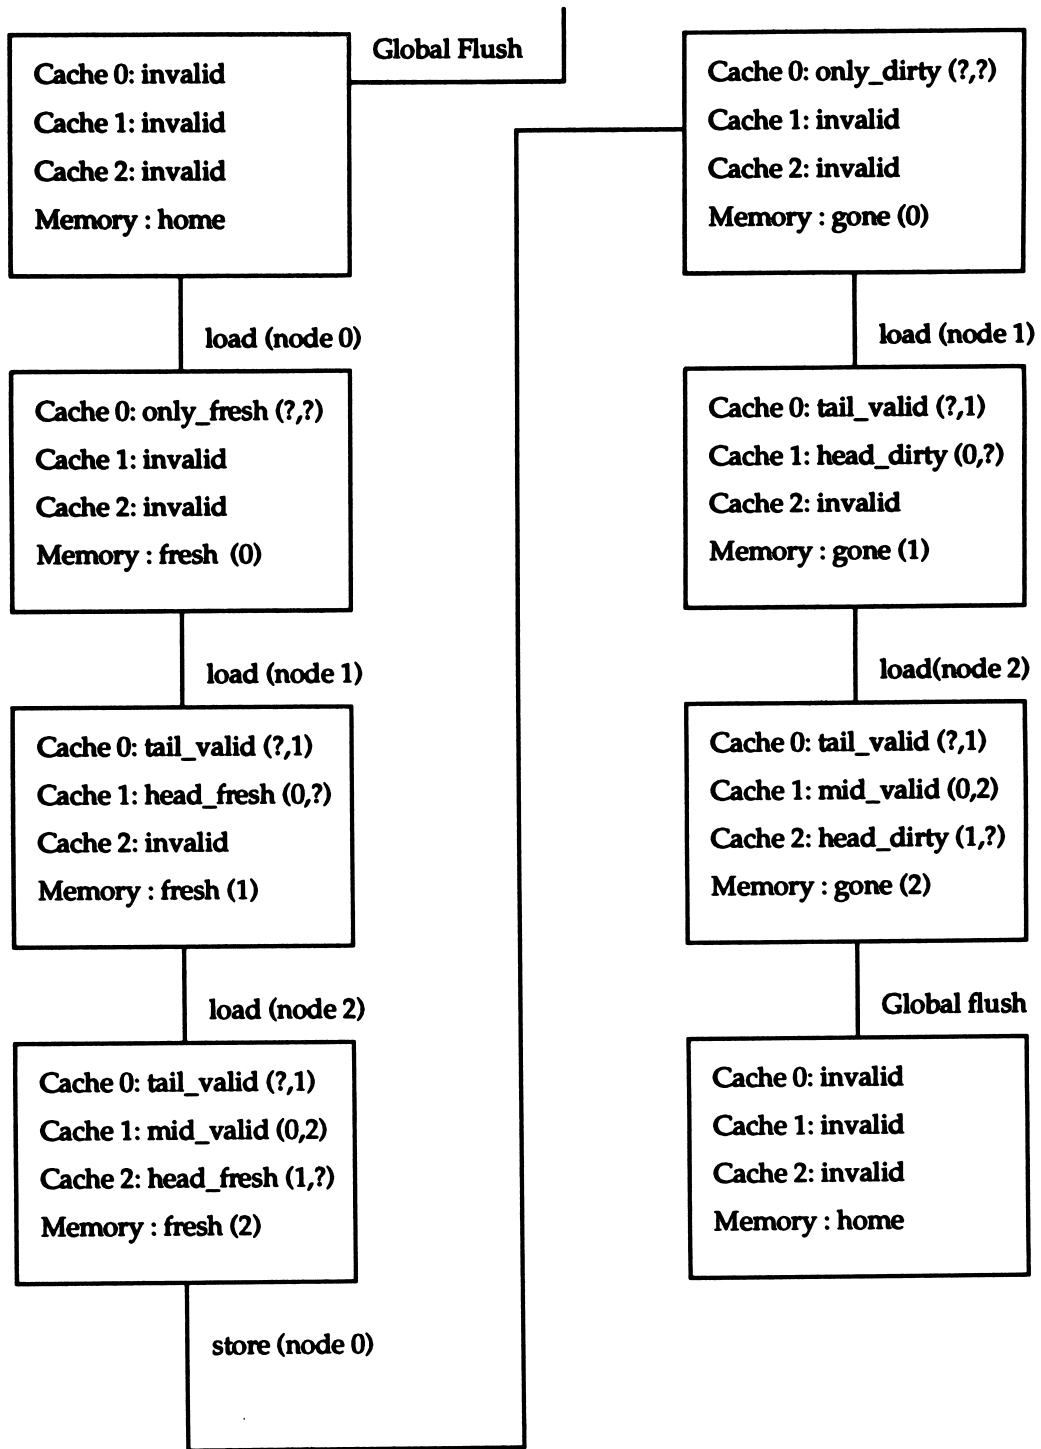 Global Flush
Cache 0: invalid
Cache 1: invalid
Cache 2: invalid
Memory : home
load (node 0)
Cache 0: only_fresh (?,?)
Cache 1: invalid
Cache 2: invalid
Memory : fresh (0)
load (node 1)
Cache 0: tail_valid (?,1)
Cache 1: head_fresh (0,?)
Cache 2: invalid
Memory : fresh (1)
load (node 2)
Cache 0: tail_valid (?,1)
Cache 1: mid_valid (0,2)
Cache 2: head_fresh (1,?)
Memory : fresh (2)
store (node 0)
Cache 0: only_dirty (?,?)
Cache 1: invalid
Cache 2: invalid
Memory : gone (0)
load (node 1)
Cache 0: tail_valid (?,1)
Cache 1: head_dirty (0,?)
Cache 2: invalid
Memory : gone (1)
load(node 2)
Cache 0: tail_valid (?,1)
Cache 1: mid_valid (0,2)
Cache 2: head_dirty (1,?)
Memory : gone (2)
Global flush
Cache 0: invalid
Cache 1: invalid
Cache 2: invalid
Memory : home